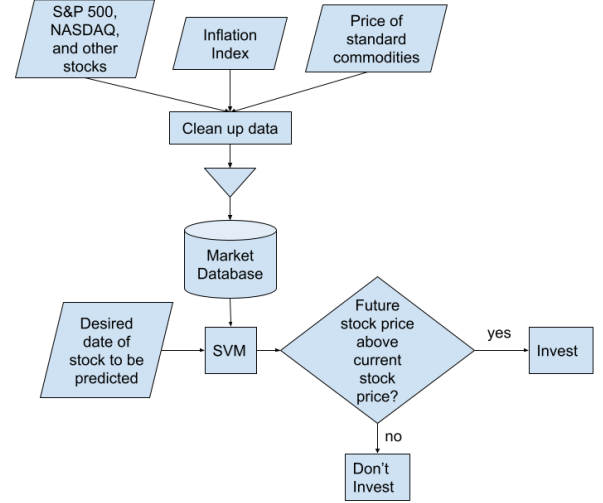 S&P 500,
NASDAQ,
and other
stocks
Inflation
Index
Price of
standard
commodities
Clean up data
Market
Database
Desired
date of
stock to be
predicted
SVM
Future
stock price
above
current
stock
price?
yes
Invest
no
Don't
Invest